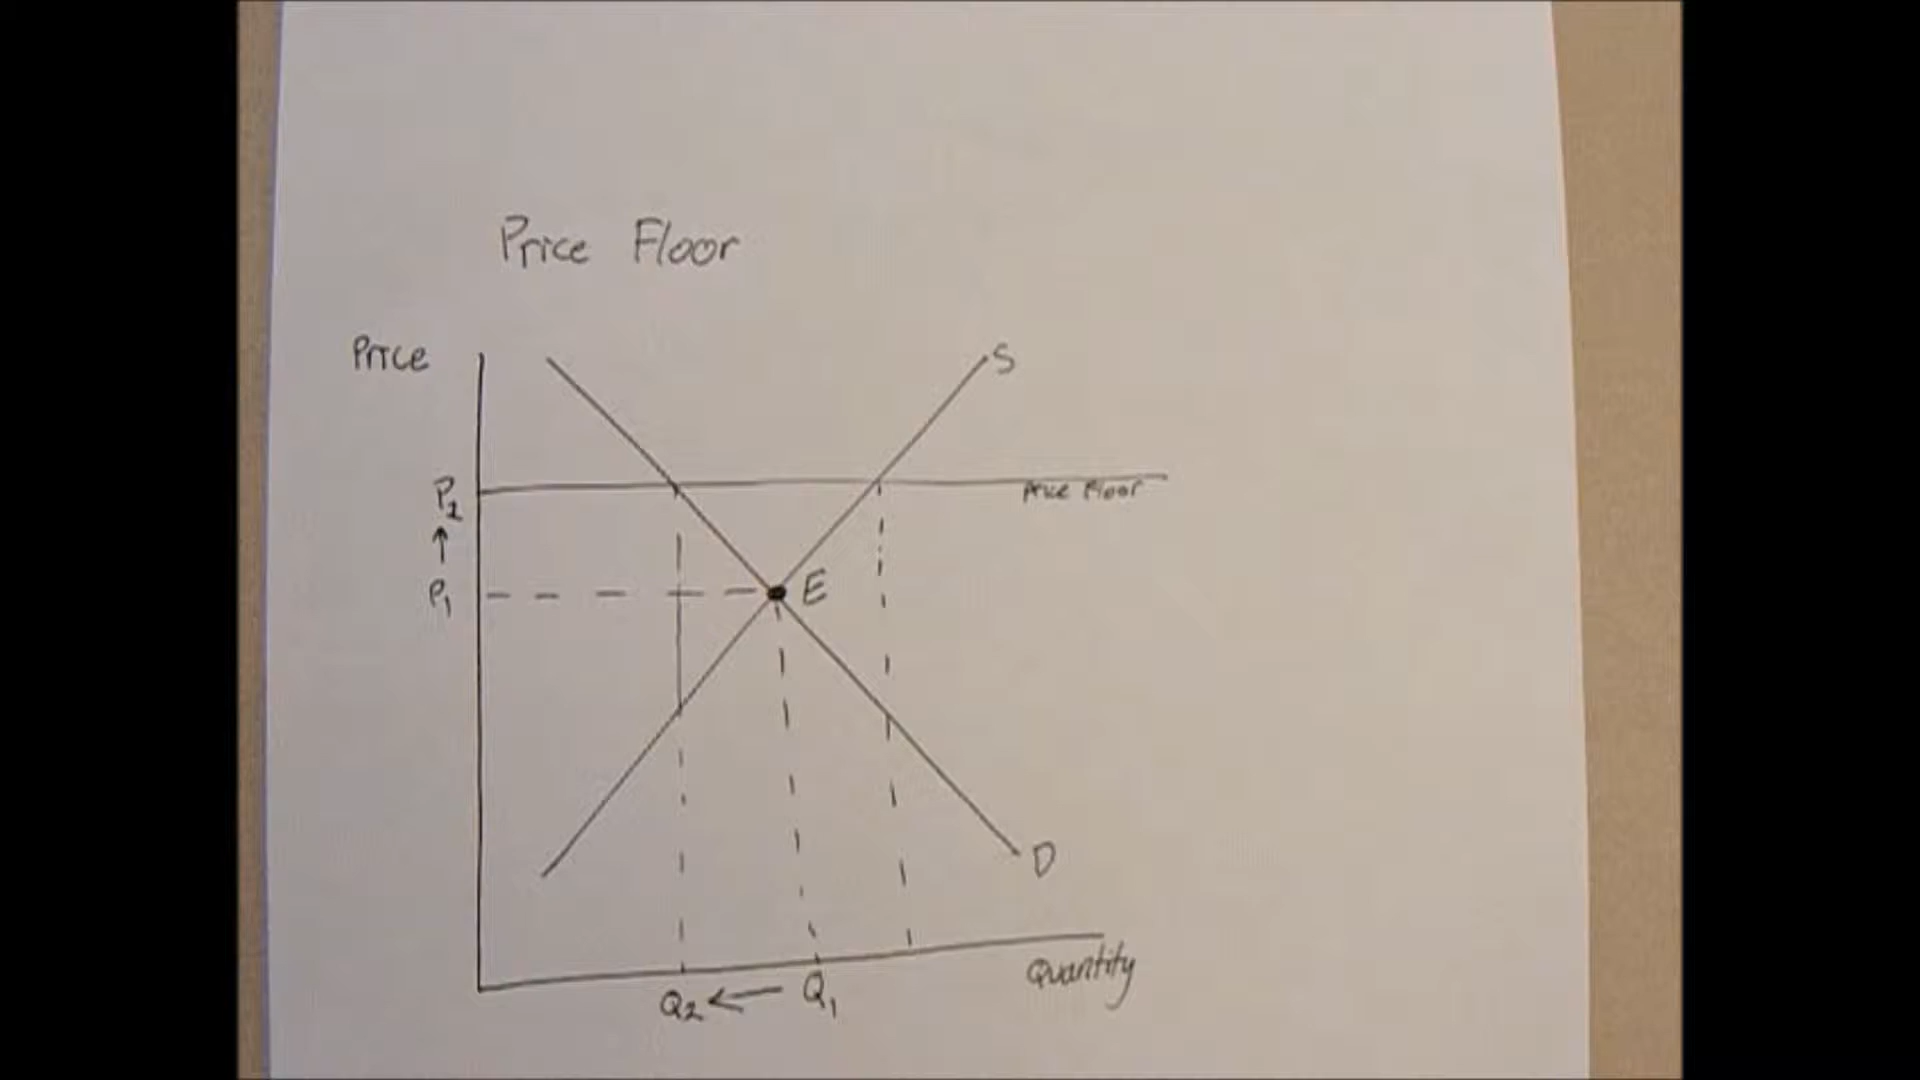 Price Floor
Price
S
P2
Price Floor
↑
P1
E
D
Quantity
Q2 ← Q1